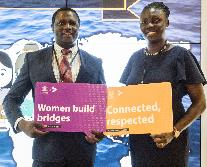 Women build
bridges
Connected,
respected